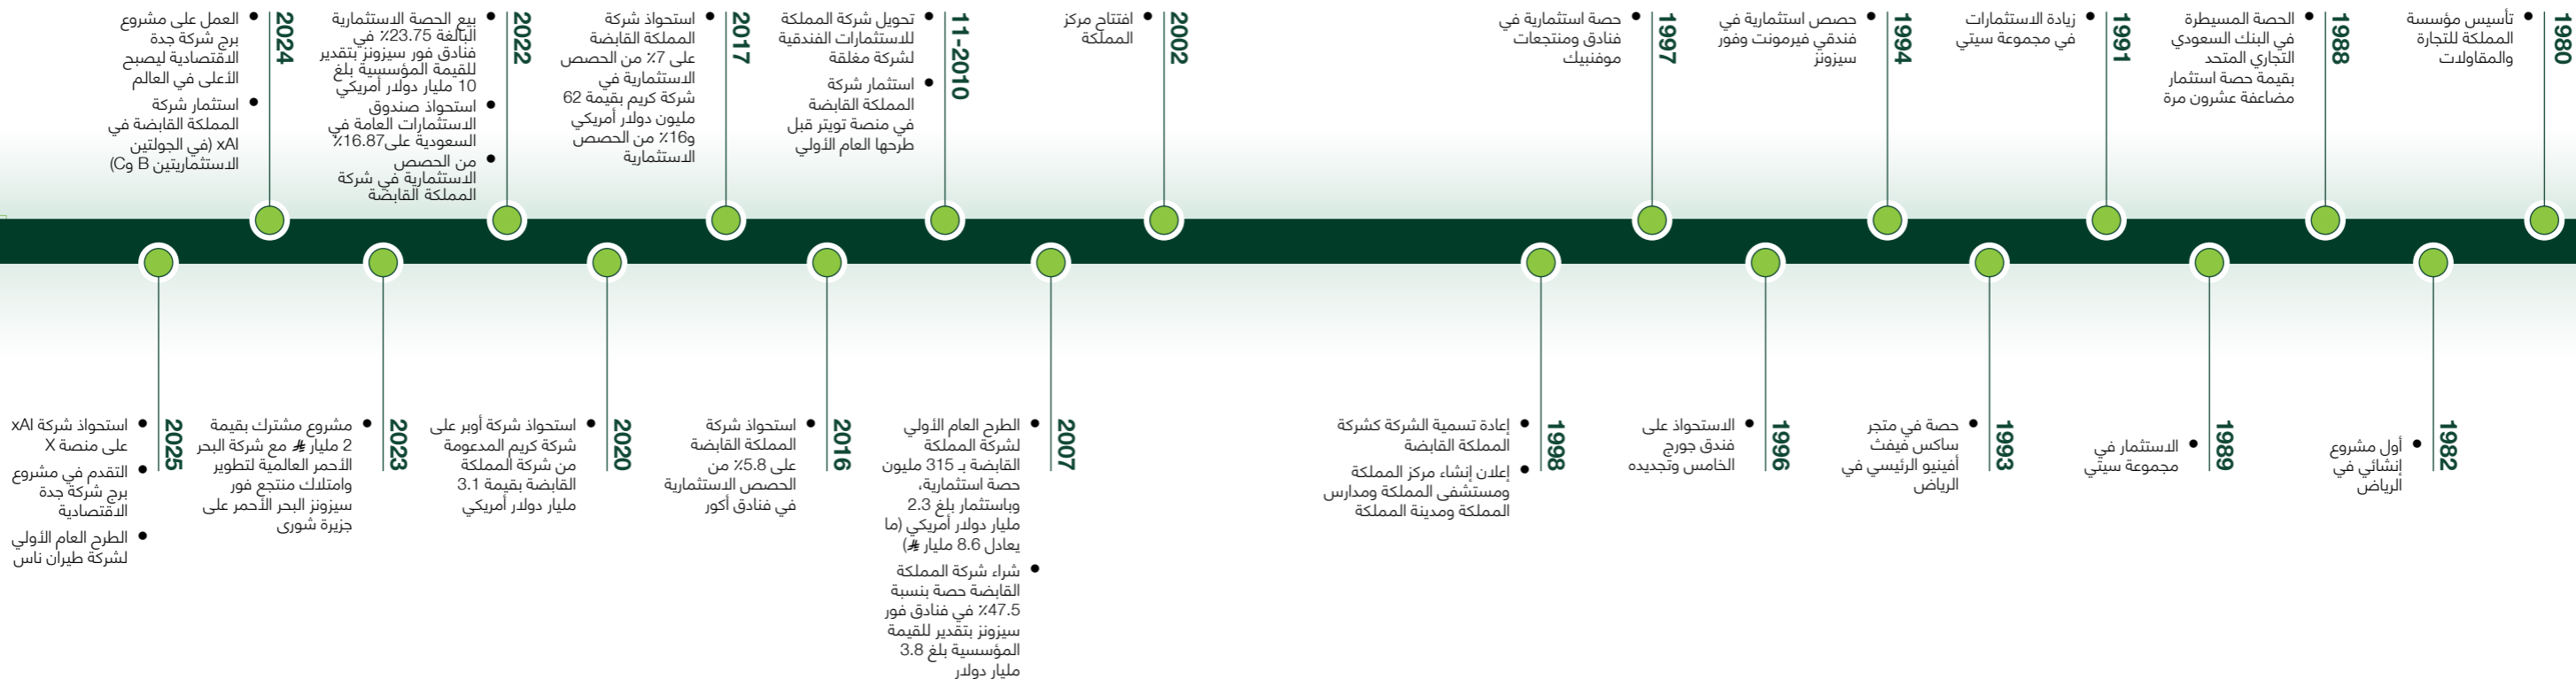 1980
تأسيس مؤسسة
المملكة للتجارة
والمقاولات
1982
أول مشروع
إنشائي في
الرياض
1988
الحصة المسيطرة
في البنك السعودي
التجاري المتحد
بقيمة حصة استثمار
مضاعفة عشرون مرة
1989
الاستثمار في
مجموعة سيتي
1991
زيادة الاستثمارات
في مجموعة سيتي
1993
حصة في متجر
ساكس فيفث
أفينيو الرئيسي في
الرياض
1994
حصص استثمارية في
فندقي فيرمونت وفور
سيزونز
1996
الاستحواذ على
فندق جورج
الخامس وتجديده
1997
حصة استثمارية في
فنادق ومنتجعات
موفنبيك
1998
إعادة تسمية الشركة كشركة
المملكة القابضة
إعلان إنشاء مركز المملكة
ومستشفى المملكة ومدارس
المملكة ومدينة المملكة
2002
افتتاح مركز
المملكة
2007
الطرح العام الأولي
لشركة المملكة
القابضة بـ 315 مليون
حصة استثمارية،
وباستثمار بلغ 2.3
مليار دولار أمريكي (ما
يعادل 8.6 مليار ⃁)
شراء شركة المملكة
القابضة حصة بنسبة
47.5٪ في فنادق فور
سيزونز بتقدير للقيمة
المؤسسية بلغ 3.8
مليار دولار
11-2010
تحويل شركة المملكة
للاستثمارات الفندقية
لشركة مغلقة
استثمار شركة
المملكة القابضة
في منصة تويتر قبل
طرحها العام الأولي
2016
استحواذ شركة
المملكة القابضة
على 5.8٪ من
الحصص الاستثمارية
في فنادق أكور
2017
استحواذ شركة
المملكة القابضة
على 7٪ من الحصص
الاستثمارية في
شركة كريم بقيمة 62
مليون دولار أمريكي
و16٪ من الحصص
الاستثمارية
2020
استحواذ شركة أوبر على
شركة كريم المدعومة
من شركة المملكة
القابضة بقيمة 3.1
مليار دولار أمريكي
2022
بيع الحصة الاستثمارية
البالغة 23.75٪ في
فنادق فور سيزونز بتقدير
للقيمة المؤسسية بلغ
10 مليار دولار أمريكي
استحواذ صندوق
الاستثمارات العامة في
السعودية على16.87٪
من الحصص
الاستثمارية في شركة
المملكة القابضة
2023
مشروع مشترك بقيمة
2 مليار ⃁ مع شركة البحر
الأحمر العالمية لتطوير
وامتلاك منتجع فور
سيزونز البحر الأحمر على
جزيرة شورى
2024
العمل على مشروع
برج شركة جدة
الاقتصادية ليصبح
الأعلى في العالم
استثمار شركة
المملكة القابضة في
xAI (في الجولتين
الاستثماريتين B وC)
2025
استحواذ شركة xAI
على منصة X
التقدم في مشروع
برج شركة جدة
الاقتصادية
الطرح العام الأولي
لشركة طيران ناس